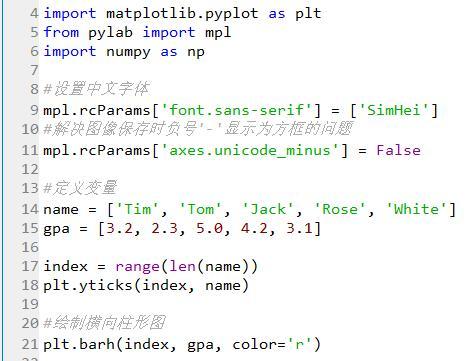 4 import matplotlib.pyplot as plt
5 from pylab import mpl
6 import numpy as np
7
8 #设置中文字体
9 mpl.rcParams['font.sans-serif'] = ['SimHei']
10 #解决图像保存时负号'-'显示为方框的问题
11 mpl.rcParams['axes.unicode_minus'] = False
12
13 #定义变量
14 name = ['Tim', 'Tom', 'Jack', 'Rose', 'White']
15 gpa = [3.2, 2.3, 5.0, 4.2, 3.1]
16
17 index = range(len(name))
18 plt.yticks(index, name)
19
20 #绘制横向柱形图
21 plt.barh(index, gpa, color='r')